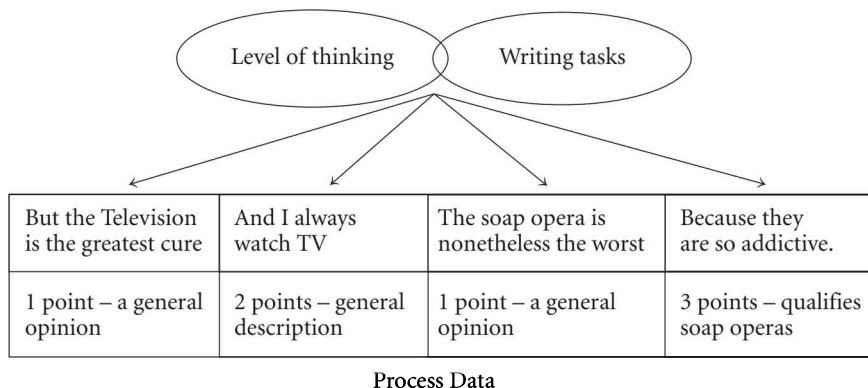 Level of thinking
Writing tasks
But the Television
is the greatest cure
And I always
watch TV
The soap opera is
nonetheless the worst
Because they
are so addictive.
1 point – a general
opinion
2 points – general
description
1 point – a general
opinion
3 points – qualifies
soap operas
Process Data